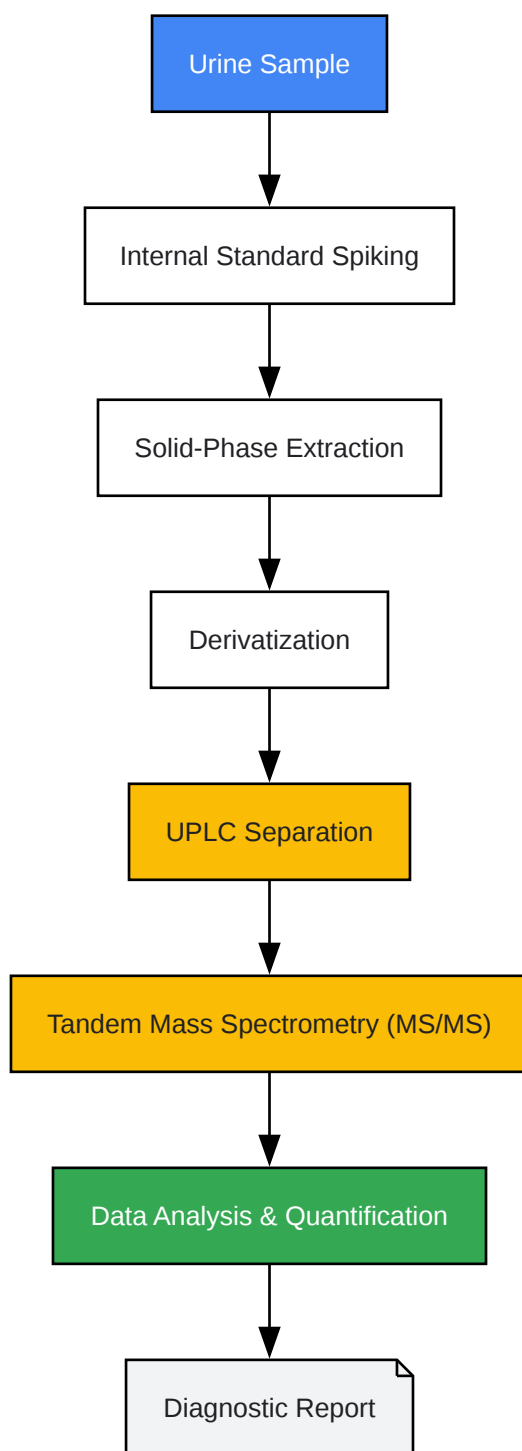 Urine Sample
Internal Standard Spiking
Solid-Phase Extraction
Derivatization
UPLC Separation
Tandem Mass Spectrometry (MS/MS)
Data Analysis & Quantification
Diagnostic Report